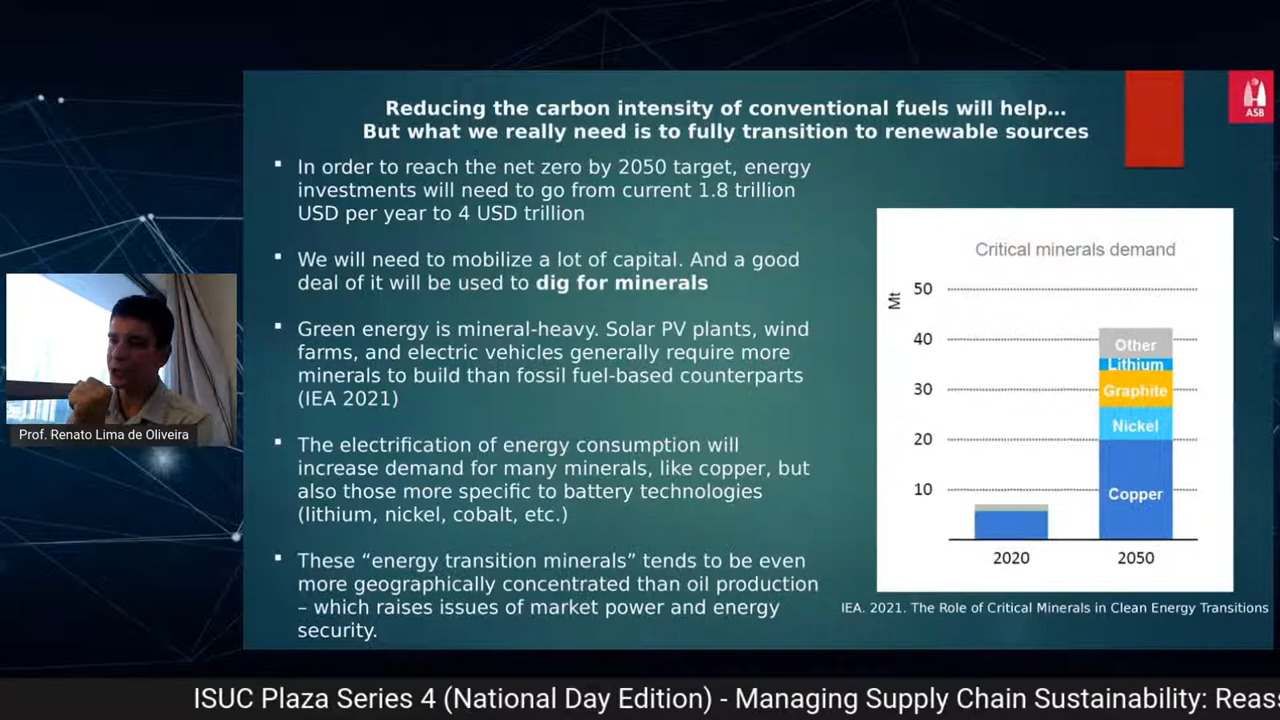 Reducing the carbon intensity of conventional fuels will help…
But what we really need is to fully transition to renewable sources
ASB
▪ In order to reach the net zero by 2050 target, energy
investments will need to go from current 1.8 trillion
USD per year to 4 USD trillion
▪ We will need to mobilize a lot of capital. And a good
deal of it will be used to dig for minerals
▪ Green energy is mineral-heavy. Solar PV plants, wind
farms, and electric vehicles generally require more
minerals to build than fossil fuel-based counterparts
(IEA 2021)
▪ The electrification of energy consumption will
increase demand for many minerals, like copper, but
also those more specific to battery technologies
(lithium, nickel, cobalt, etc.)
▪ These “energy transition minerals” tends to be even
more geographically concentrated than oil production
– which raises issues of market power and energy
security.
Critical minerals demand
Mt
50
40
30
20
10
Other
Lithium
Graphite
Nickel
Copper
2020
2050
IEA. 2021. The Role of Critical Minerals in Clean Energy Transitions
Prof. Renato Lima de Oliveira
ISUC Plaza Series 4 (National Day Edition) - Managing Supply Chain Sustainability: Reas